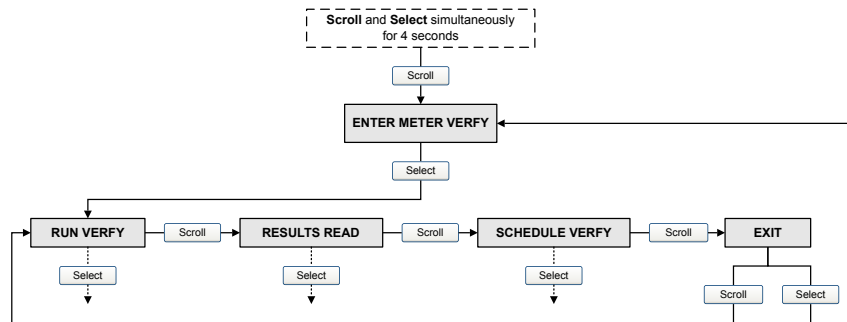 Scroll and Select simultaneously
for 4 seconds
Scroll
ENTER METER VERFY
Select
RUN VERFY
Scroll
RESULTS READ
Scroll
SCHEDULE VERFY
Scroll
EXIT
Select
Select
Select
Scroll
Select